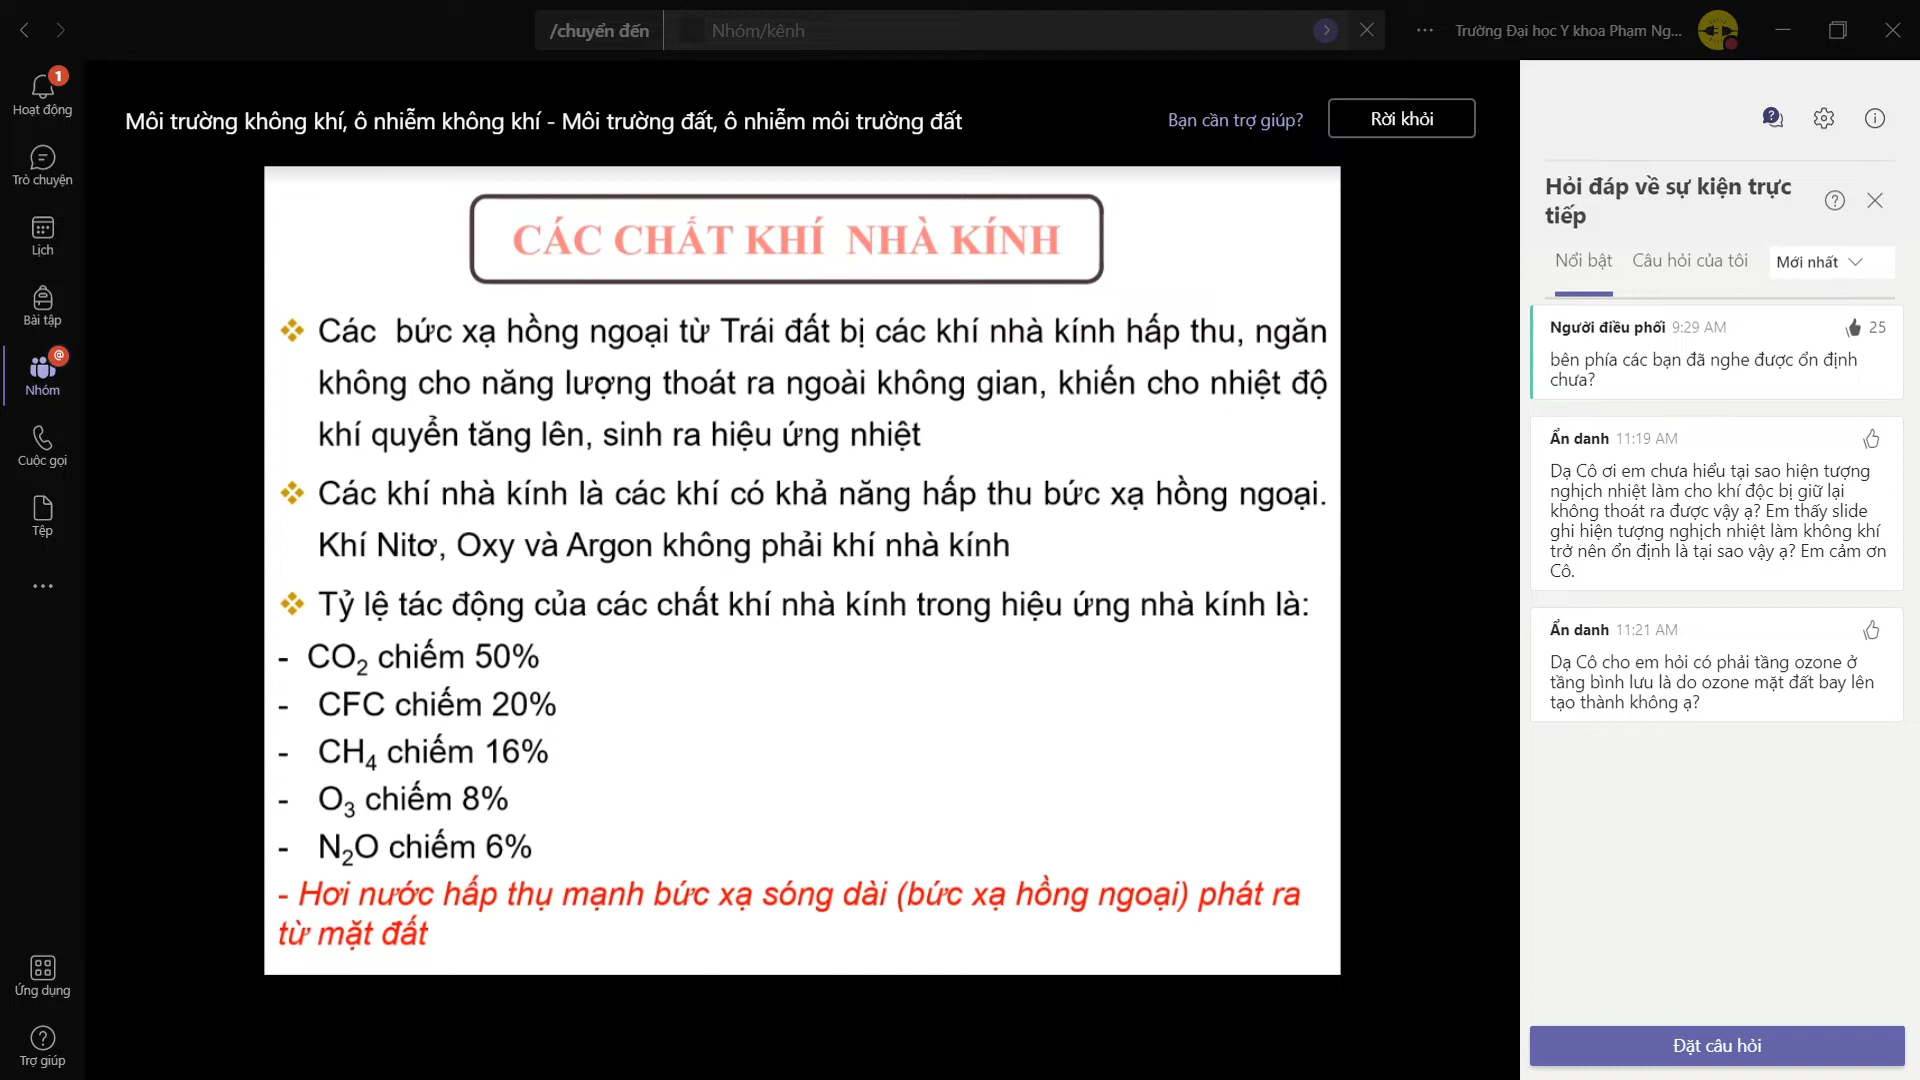 /chuyển đến
Nhóm/kênh
Trường Đại học Y khoa Phạm Ng...
1
Hoạt động
Trò chuyện
Lịch
Bài tập
@
Nhóm
Cuộc gọi
Tệp
Ứng dụng
Trợ giúp
Môi trường không khí, ô nhiễm không khí - Môi trường đất, ô nhiễm môi trường đất
Bạn cần trợ giúp?
Rời khỏi
CÁC CHẤT KHÍ NHÀ KÍNH
❖ Các bức xạ hồng ngoại từ Trái đất bị các khí nhà kính hấp thu, ngăn
không cho năng lượng thoát ra ngoài không gian, khiến cho nhiệt độ
khí quyển tăng lên, sinh ra hiệu ứng nhiệt
❖ Các khí nhà kính là các khí có khả năng hấp thu bức xạ hồng ngoại.
Khí Nitơ, Oxy và Argon không phải khí nhà kính
❖ Tỷ lệ tác động của các chất khí nhà kính trong hiệu ứng nhà kính là:
- CO₂ chiếm 50%
- CFC chiếm 20%
- CH₄ chiếm 16%
- O₃ chiếm 8%
- N₂O chiếm 6%
- Hơi nước hấp thụ mạnh bức xạ sóng dài (bức xạ hồng ngoại) phát ra
từ mặt đất
Hỏi đáp về sự kiện trực
tiếp
Nổi bật
Câu hỏi của tôi
Mới nhất
Người điều phối 9:29 AM 25
bên phía các bạn đã nghe được ổn định
chưa?
Ẩn danh 11:19 AM
Dạ Cô ơi em chưa hiểu tại sao hiện tượng
nghịch nhiệt làm cho khí độc bị giữ lại
không thoát ra được vậy ạ? Em thấy slide
ghi hiện tượng nghịch nhiệt làm không khí
trở nên ổn định là tại sao vậy ạ? Em cảm ơn
Cô.
Ẩn danh 11:21 AM
Dạ Cô cho em hỏi có phải tầng ozone ở
tầng bình lưu là do ozone mặt đất bay lên
tạo thành không ạ?
Đặt câu hỏi